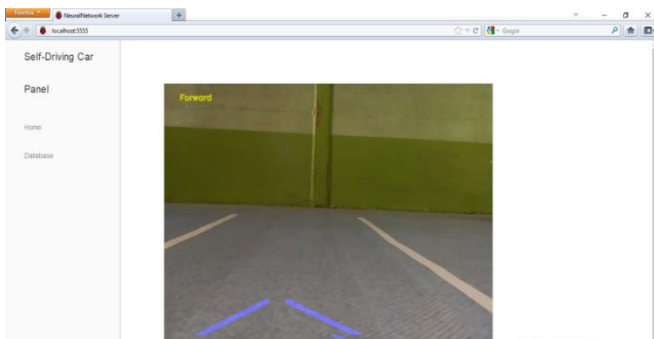 Firefox
NeuralNetwork Server
localhost:5555
Google
Self-Driving Car
Panel
Home
Database
Forward